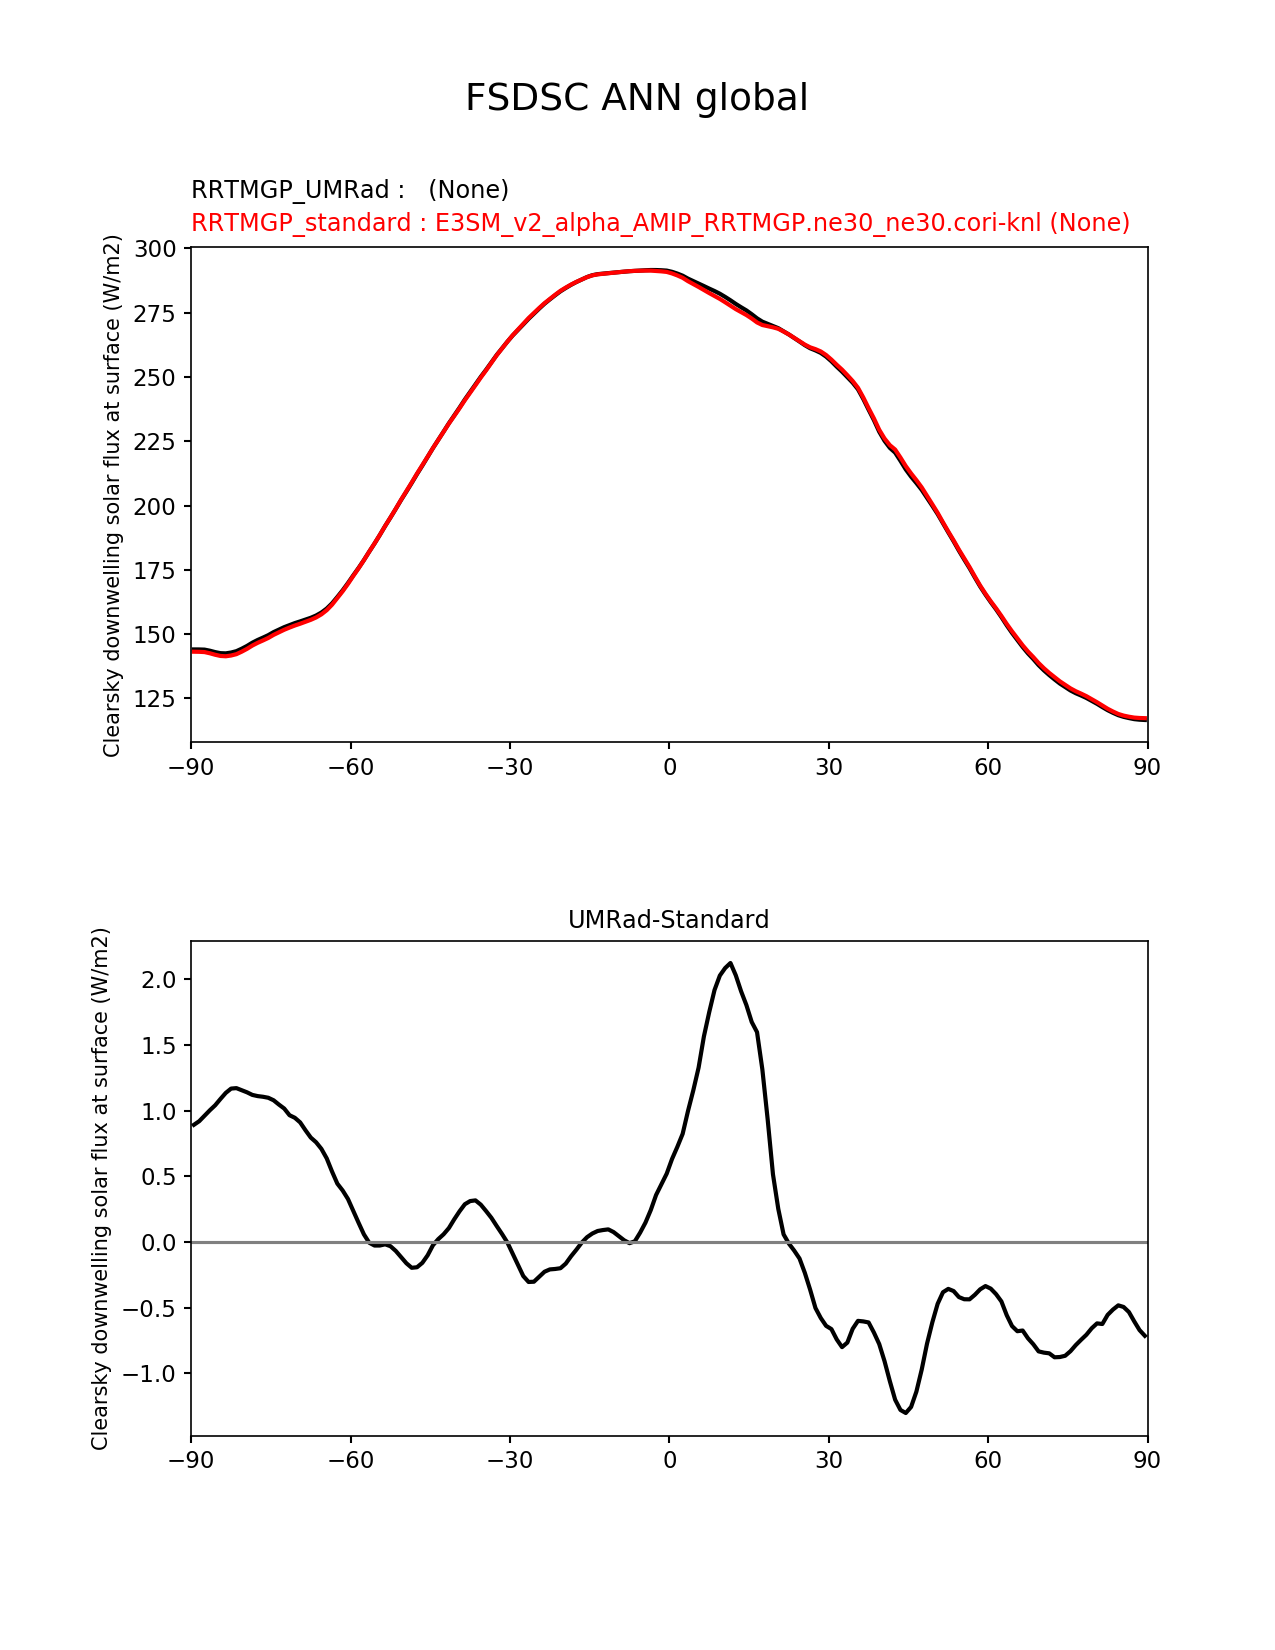 FSDSC ANN global
RRTMGP_UMRad :   (None)
RRTMGP_standard : E3SM_v2_alpha_AMIP_RRTMGP.ne30_ne30.cori-knl (None)
Clearsky downwelling solar flux at surface (W/m2)
300
275
250
225
200
175
150
125
−90 −60 −30 0 30 60 90
UMRad-Standard
Clearsky downwelling solar flux at surface (W/m2)
2.0
1.5
1.0
0.5
0.0
−0.5
−1.0
−90 −60 −30 0 30 60 90